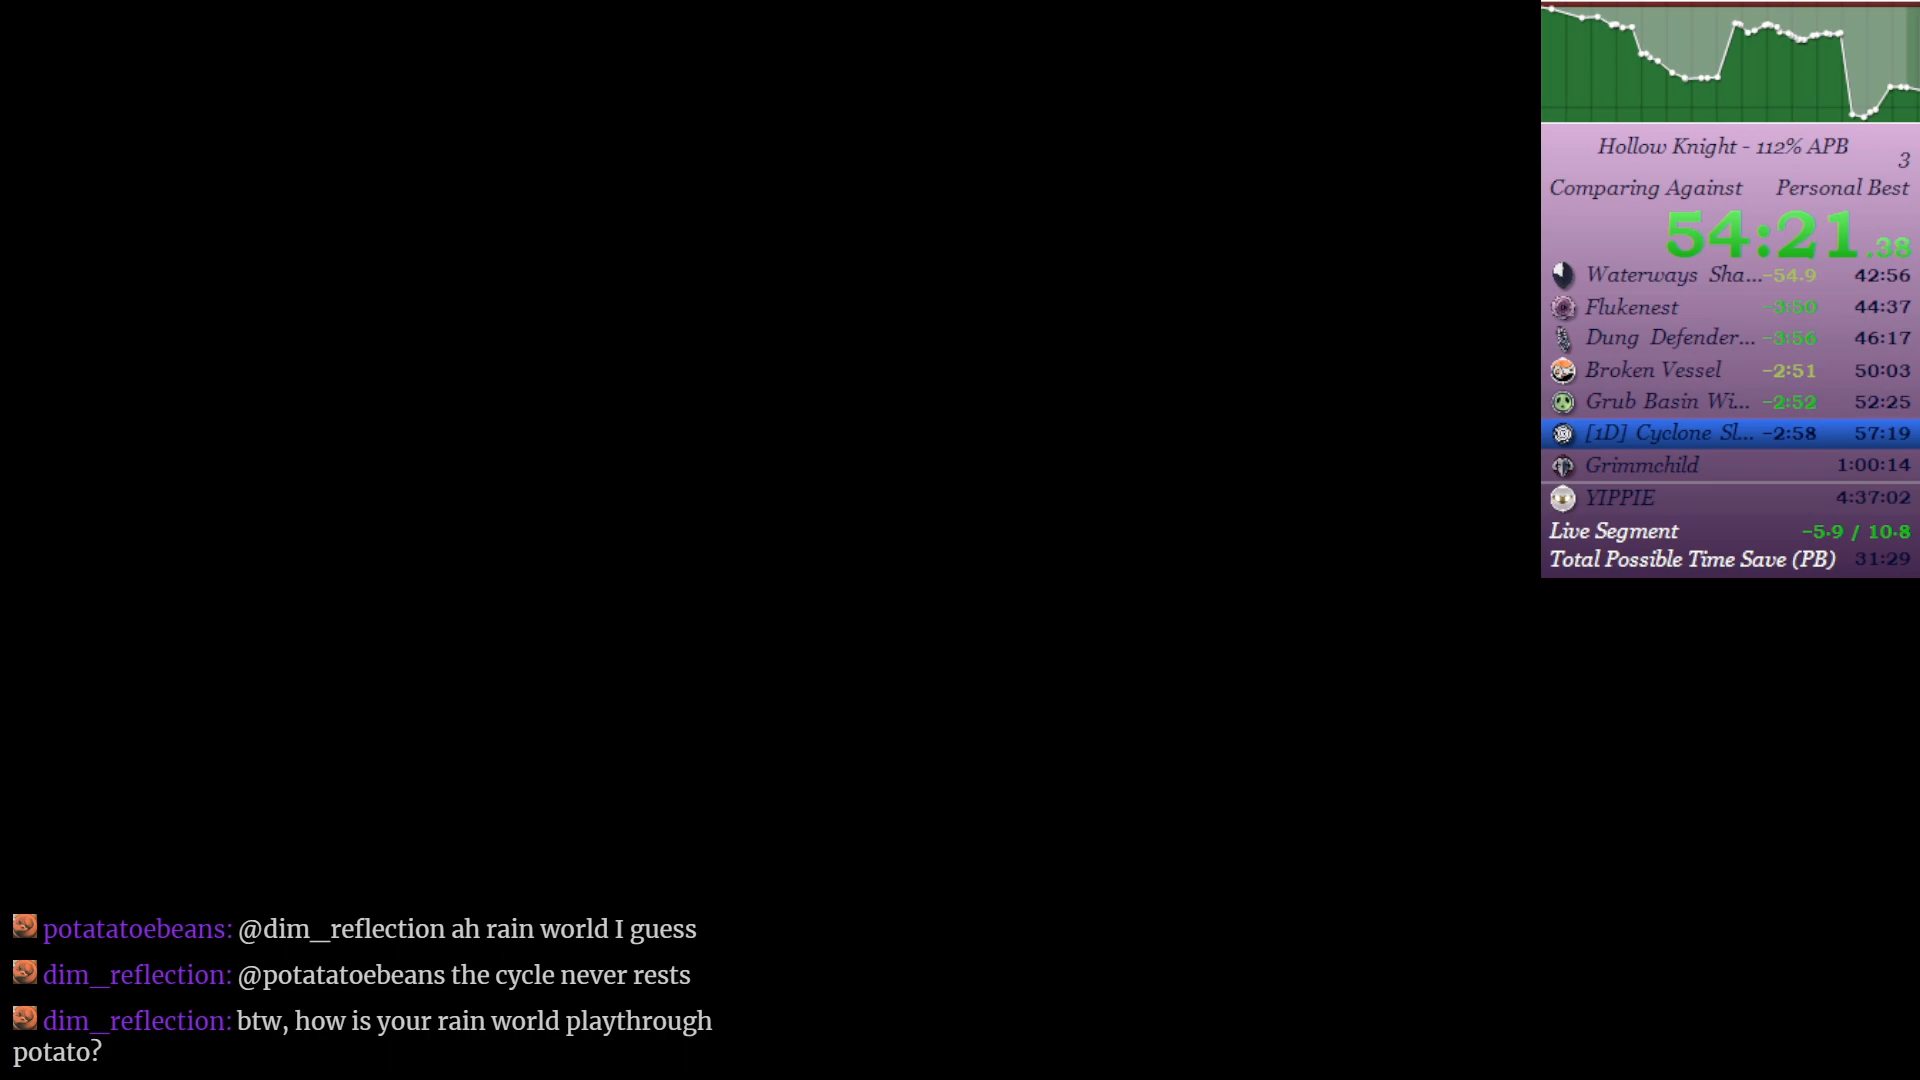 Hollow Knight - 112% APB
3
Comparing Against Personal Best
54:21.38
Waterways Sha... -54.9 42:56
Flukenest -3:50 44:37
Dung Defender... -3:56 46:17
Broken Vessel -2:51 50:03
Grub Basin Wi... -2:52 52:25
[1D] Cyclone Sl... -2:58 57:19
Grimmchild 1:00:14
YIPPIE 4:37:02
Live Segment -5.9 / 10.8
Total Possible Time Save (PB) 31:29
potatatoebeans: @dim_reflection ah rain world I guess
dim_reflection: @potatatoebeans the cycle never rests
dim_reflection: btw, how is your rain world playthrough
potato?